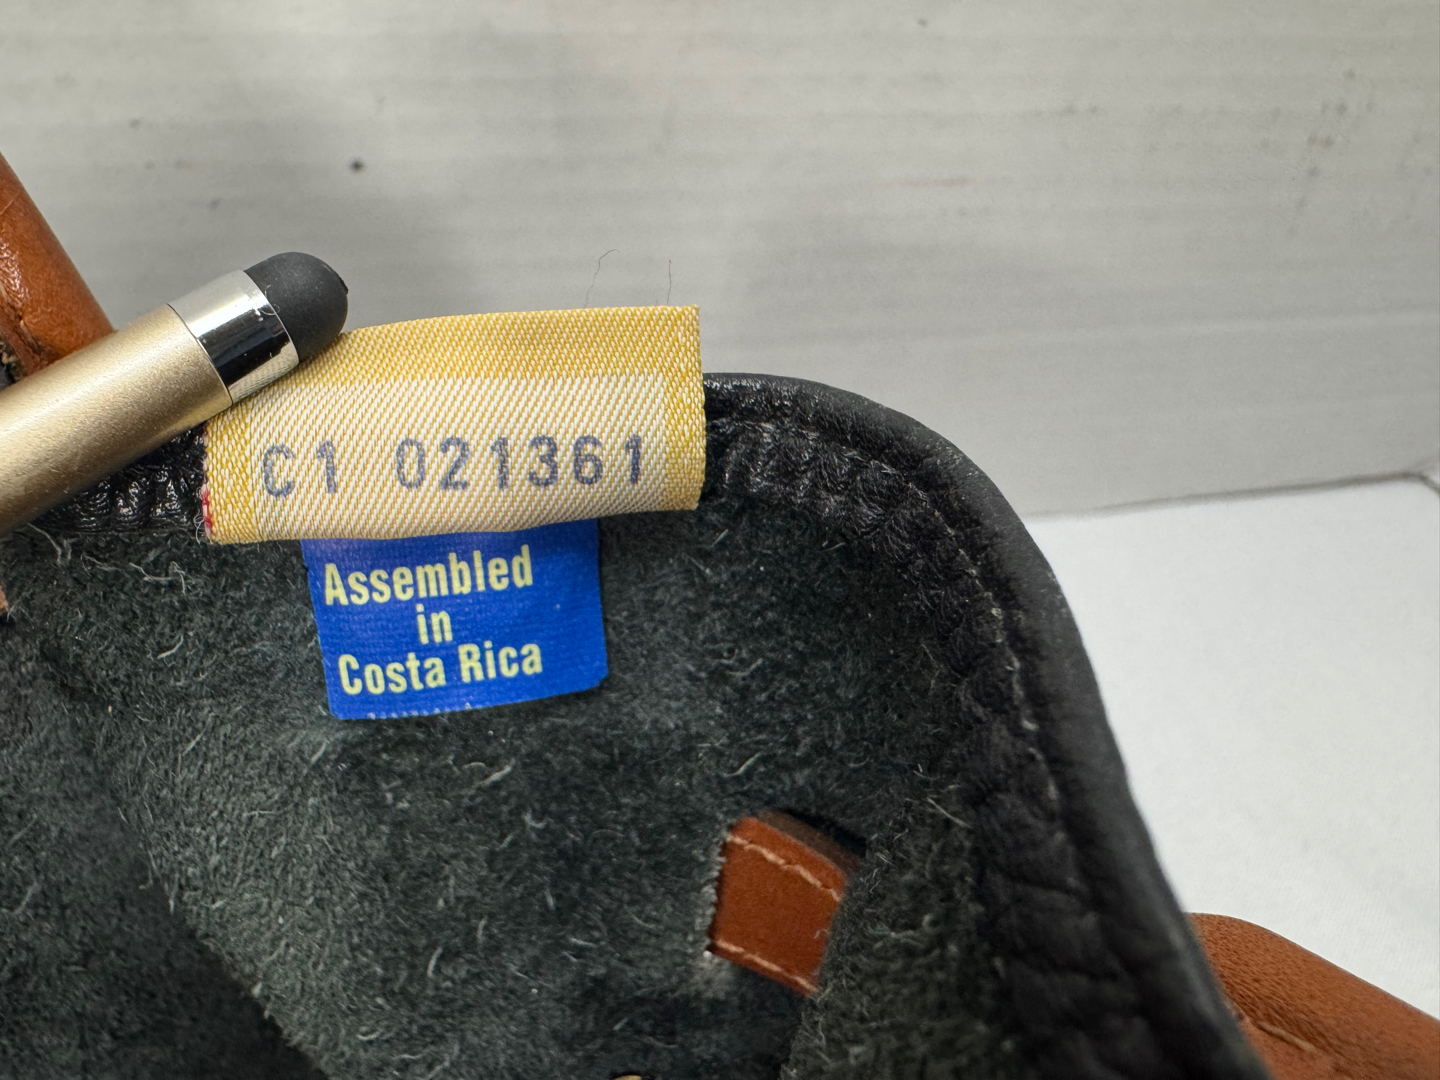 C1 021361
Assembled
in
Costa Rica